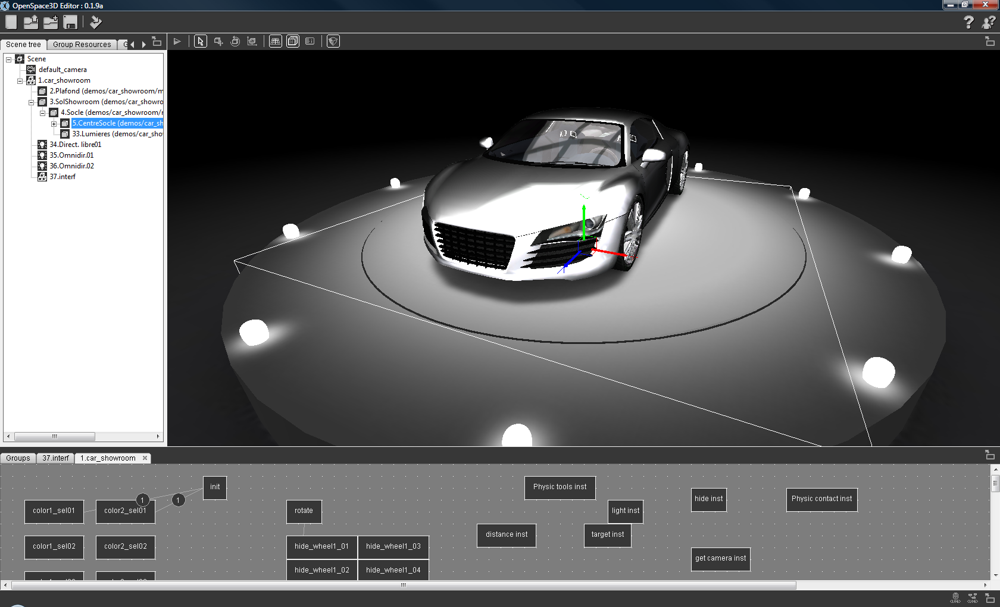 OpenSpace3D Editor : 0.1.9a
Scene tree
Group Resources
G
Scene
default_camera
1.car_showroom
2.Plafond (demos/car_showroom/m
3.SolShowroom (demos/car_showro
4.Socle (demos/car_showroom/r
5.CentreSocle (demos/car_sh
33.Lumieres (demos/car_sho
34.Direct. libre01
35.Omnidir.01
36.Omnidir.02
37.interf
Groups
37.interf
1.car_showroom
init
1
1
color1_sel01
color2_sel01
rotate
Physic tools inst
hide inst
Physic contact inst
light inst
distance inst
target inst
color1_sel02
color2_sel02
hide_wheel1_01
hide_wheel1_03
get camera inst
hide_wheel1_02
hide_wheel1_04
<LOG>
<LOG>